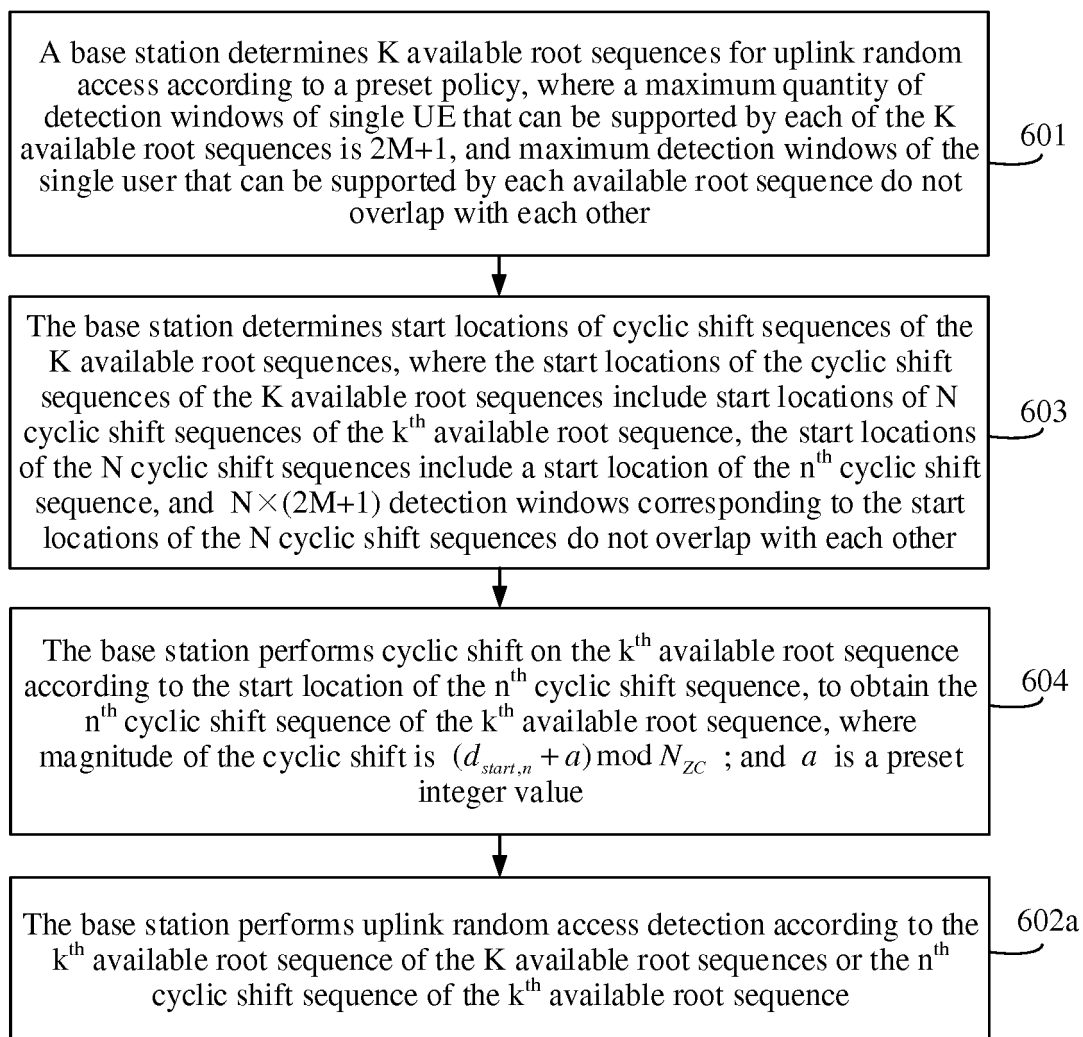 A base station determines K available root sequences for uplink random
access according to a preset policy, where a maximum quantity of
detection windows of single UE that can be supported by each of the K
available root sequences is 2M+1, and maximum detection windows of the
single user that can be supported by each available root sequence do not
overlap with each other
601
The base station determines start locations of cyclic shift sequences of the
K available root sequences, where the start locations of the cyclic shift
sequences of the K available root sequences include start locations of N
cyclic shift sequences of the kth available root sequence, the start locations
of the N cyclic shift sequences include a start location of the nth cyclic shift
sequence, and N×(2M+1) detection windows corresponding to the start
locations of the N cyclic shift sequences do not overlap with each other
603
The base station performs cyclic shift on the kth available root sequence
according to the start location of the nth cyclic shift sequence, to obtain the
nth cyclic shift sequence of the kth available root sequence, where
magnitude of the cyclic shift is (d_start,n + a) mod N_ZC ; and a is a preset
integer value
604
The base station performs uplink random access detection according to the
kth available root sequence of the K available root sequences or the nth
cyclic shift sequence of the kth available root sequence
602a